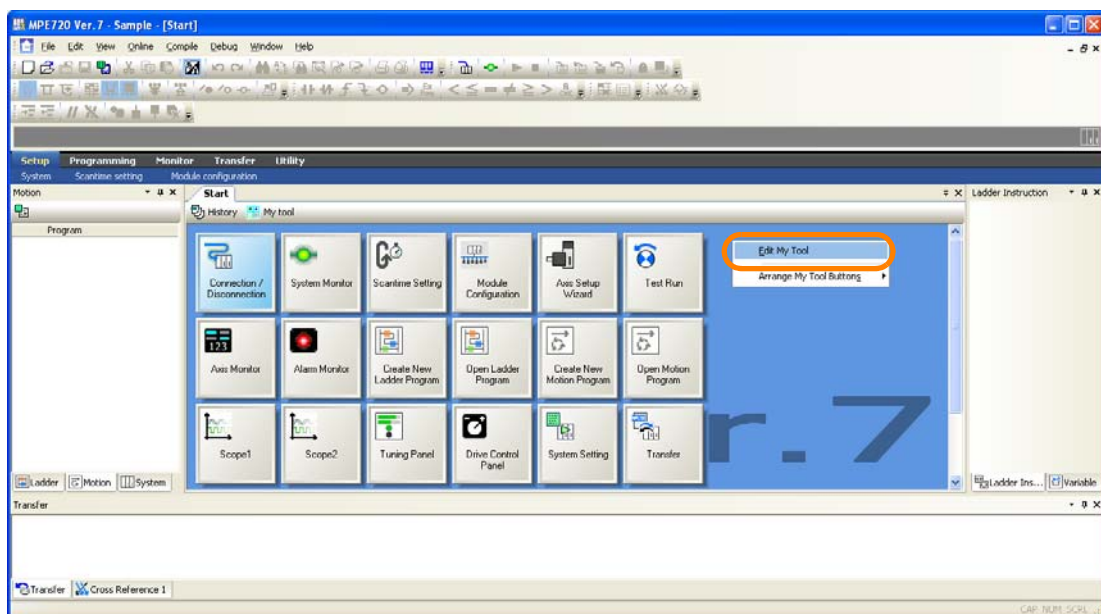 MPE720 Ver. 7 - Sample - [Start]
File Edit View Online Compile Debug Window Help
Setup Programming Monitor Transfer Utility
System Scantime setting Module configuration
Motion
Start
Ladder Instruction
History My tool
Program
Edit My Tool
Arrange My Tool Buttons
Connection / Disconnection
System Monitor
Scantime Setting
Module Configuration
Axis Setup Wizard
Test Run
123
Axis Monitor
Alarm Monitor
Create New Ladder Program
Open Ladder Program
Create New Motion Program
Open Motion Program
Scope1
Scope2
Tuning Panel
Drive Control Panel
System Setting
Transfer
r.7
Ladder Motion System
Ladder Ins... Variable
Transfer
Transfer Cross Reference 1
CAP NUM SCRL